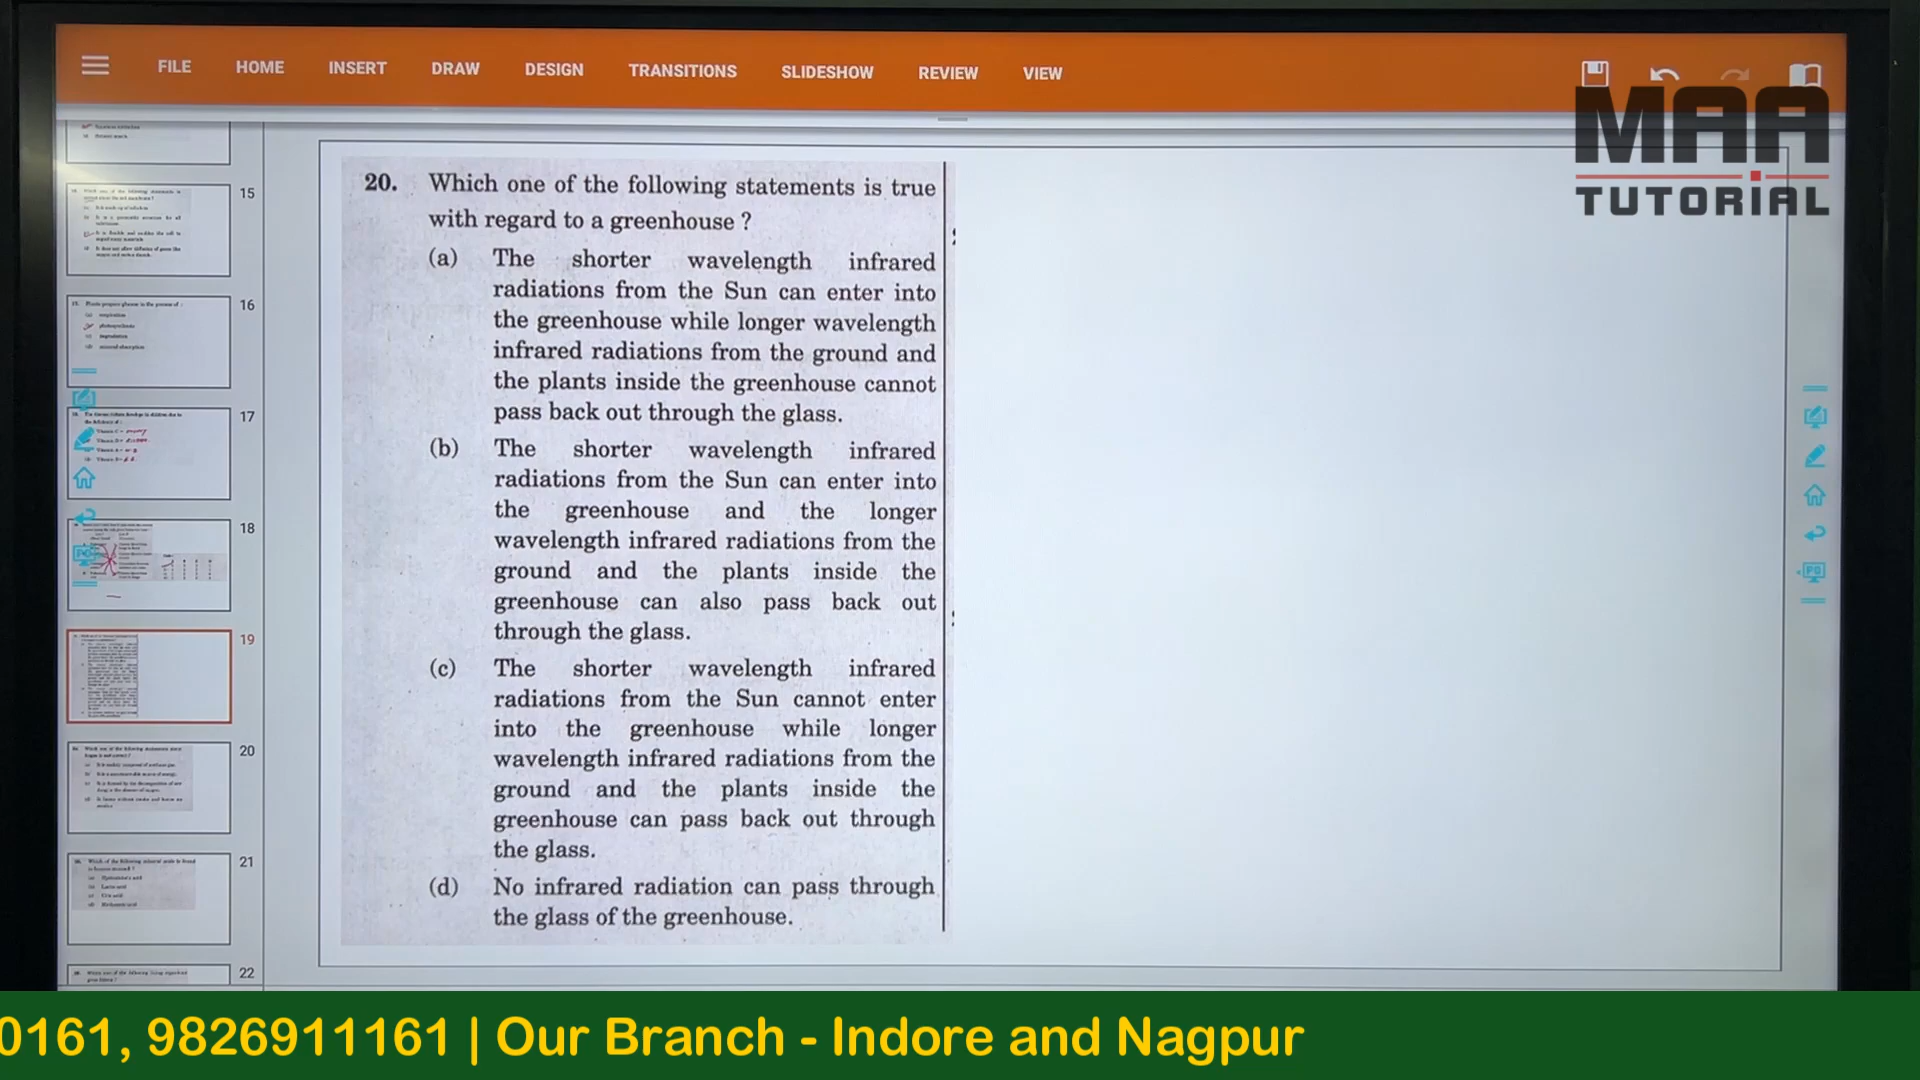 FILE HOME INSERT DRAW DESIGN TRANSITIONS SLIDESHOW REVIEW VIEW
MAA
TUTORIAL
15
16
17
18
19
20
21
22
20. Which one of the following statements is true
with regard to a greenhouse ?
(a) The shorter wavelength infrared
radiations from the Sun can enter into
the greenhouse while longer wavelength
infrared radiations from the ground and
the plants inside the greenhouse cannot
pass back out through the glass.
(b) The shorter wavelength infrared
radiations from the Sun can enter into
the greenhouse and the longer
wavelength infrared radiations from the
ground and the plants inside the
greenhouse can also pass back out
through the glass.
(c) The shorter wavelength infrared
radiations from the Sun cannot enter
into the greenhouse while longer
wavelength infrared radiations from the
ground and the plants inside the
greenhouse can pass back out through
the glass.
(d) No infrared radiation can pass through
the glass of the greenhouse.
0161, 9826911161 | Our Branch - Indore and Nagpur